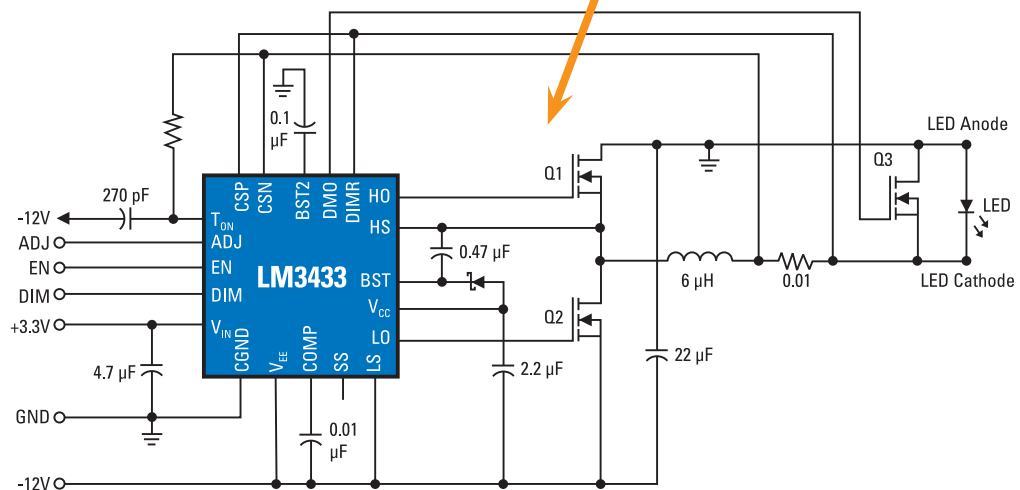 0.1
µF
LED Anode
Q1
Q3
CSP
CSN
BST2
DMO
DIMR
HO
270 pF
LED
-12V
TON
HS
ADJ
ADJ
0.47 µF
EN
EN
LM3433
BST
6 µH
0.01
LED Cathode
DIM
DIM
VCC
Q2
+3.3V
VIN
LO
CGND
VEE
COMP
SS
LS
4.7 µF
2.2 µF
22 µF
GND
0.01
µF
-12V